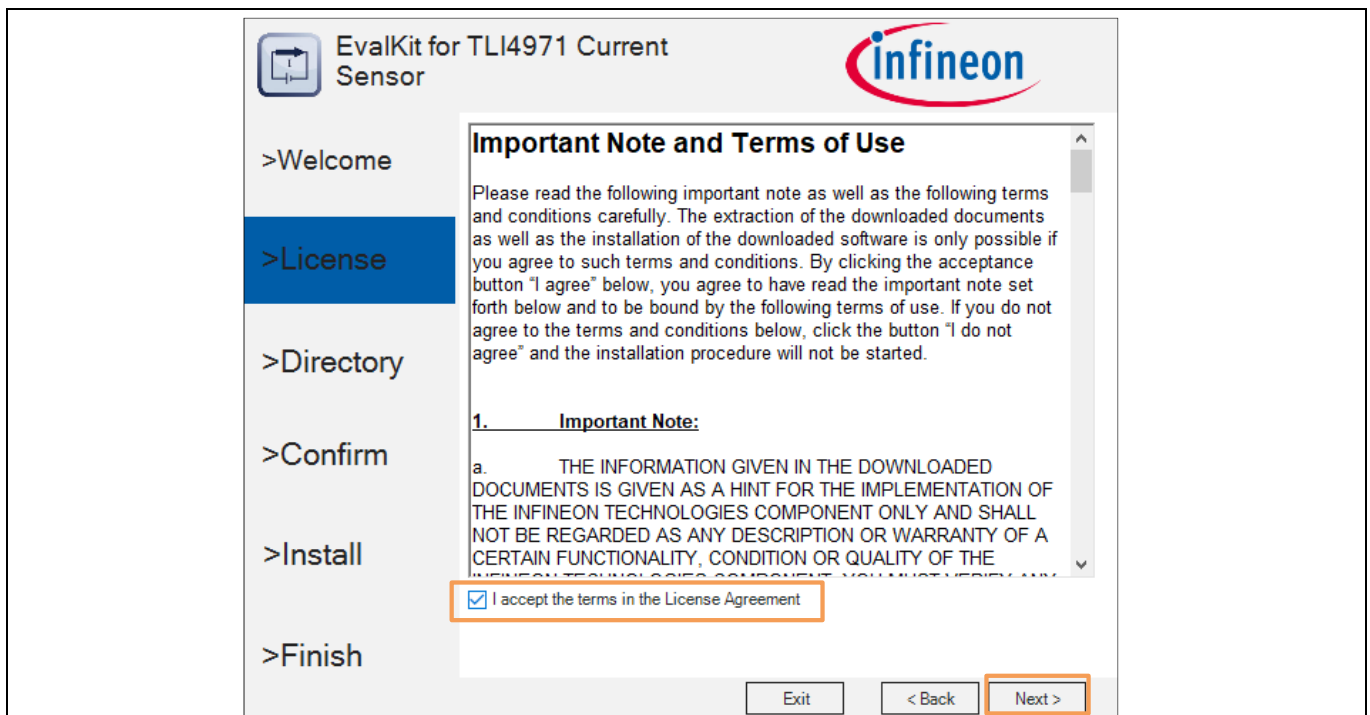 EvalKit for TLI4971 Current
Sensor
infineon
>Welcome
>License
>Directory
>Confirm
>Install
>Finish
Important Note and Terms of Use
Please read the following important note as well as the following terms
and conditions carefully. The extraction of the downloaded documents
as well as the installation of the downloaded software is only possible if
you agree to such terms and conditions. By clicking the acceptance
button "I agree" below, you agree to have read the important note set
forth below and to be bound by the following terms of use. If you do not
agree to the terms and conditions below, click the button "I do not
agree" and the installation procedure will not be started.
1. Important Note:
a. THE INFORMATION GIVEN IN THE DOWNLOADED
DOCUMENTS IS GIVEN AS A HINT FOR THE IMPLEMENTATION OF
THE INFINEON TECHNOLOGIES COMPONENT ONLY AND SHALL
NOT BE REGARDED AS ANY DESCRIPTION OR WARRANTY OF A
CERTAIN FUNCTIONALITY, CONDITION OR QUALITY OF THE
INFINEON TECHNOLOGIES COMPONENT. YOU MUST VERIFY ANY
I accept the terms in the License Agreement
Exit
< Back
Next >